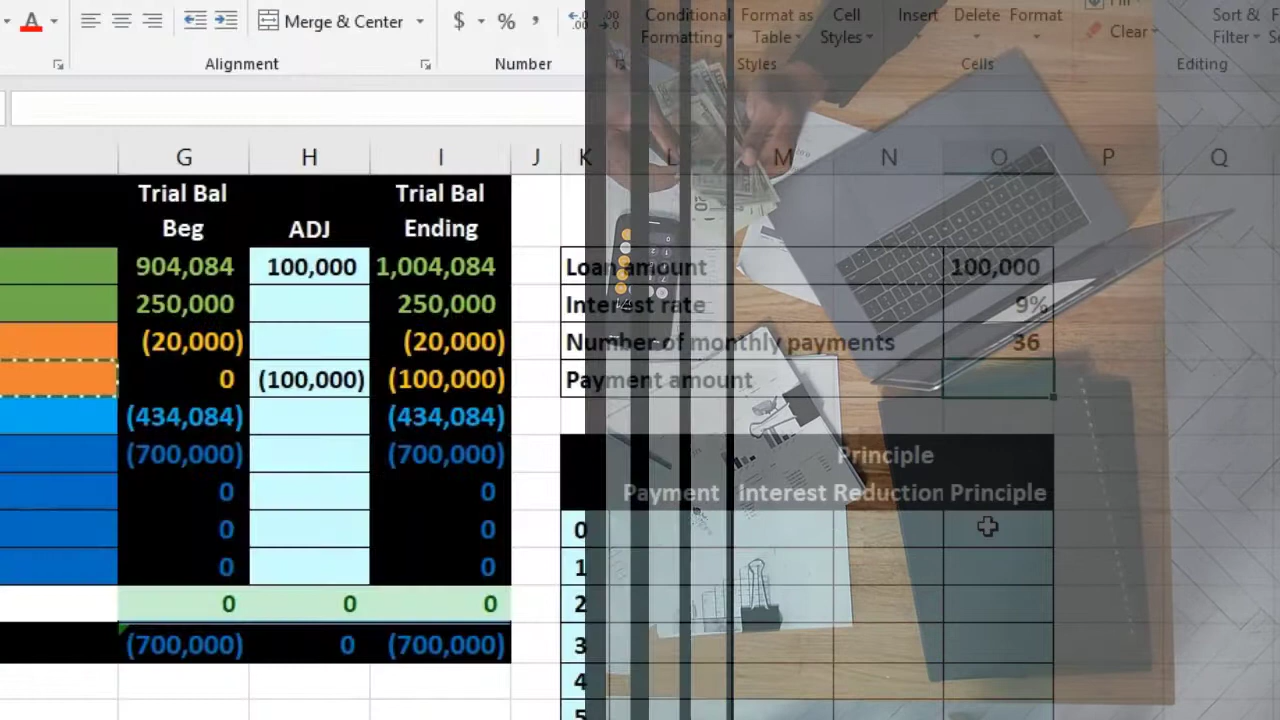 A
Merge & Center
$ % ,
Conditional
Formatting
Format as
Table
Cell
Styles
Insert Delete Format
Clear
Sort &
Filter
Alignment
Number
Styles
Cells
Editing
G H I J K L M N O P Q
Trial Bal
Beg
ADJ
Trial Bal
Ending
904,084 100,000 1,004,084
250,000 250,000
(20,000) (20,000)
0 (100,000) (100,000)
(434,084) (434,084)
(700,000) (700,000)
0 0
0 0
0 0
0 0 0
(700,000) 0 (700,000)
Loan amount 100,000
Interest rate 9%
Number of monthly payments 36
Payment amount
Principle
Payment Interest Reduction Principle
0
1
2
3
4
5